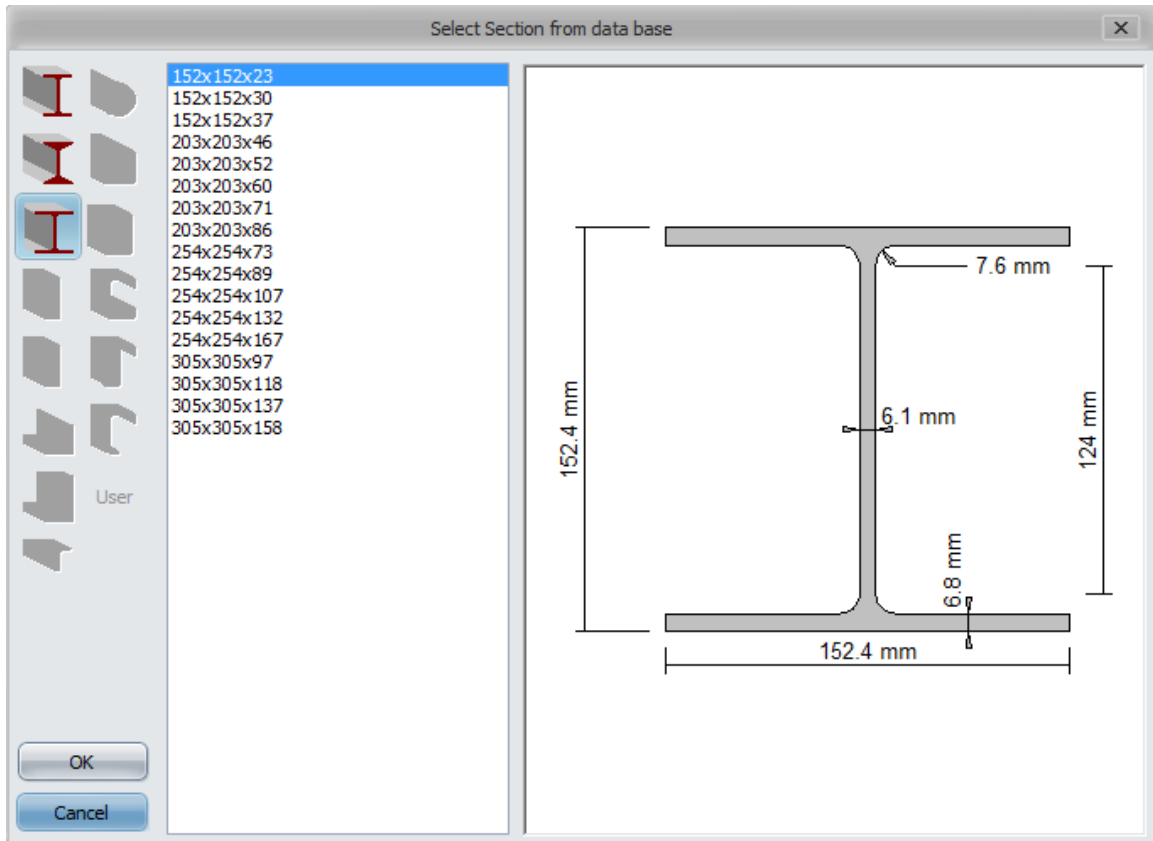 Select Section from data base
152x152x23
152x152x30
152x152x37
203x203x46
203x203x52
203x203x60
203x203x71
203x203x86
254x254x73
254x254x89
254x254x107
254x254x132
254x254x167
305x305x97
305x305x118
305x305x137
305x305x158
User
OK
Cancel
7.6 mm
152.4 mm
6.1 mm
124 mm
6.8 mm
152.4 mm